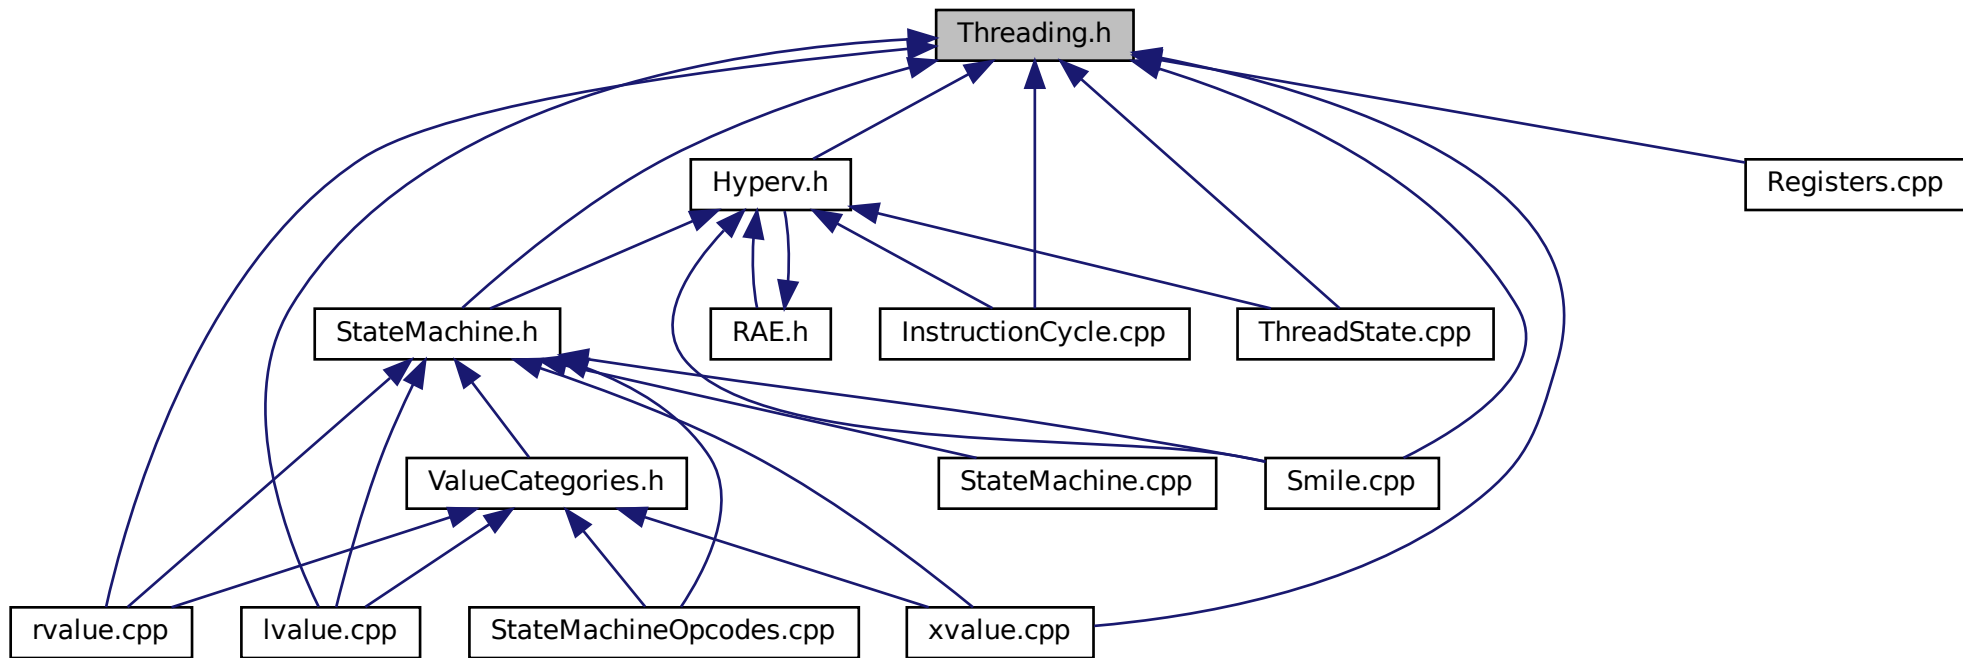 Threading.h
Hyperv.h
Registers.cpp
StateMachine.h
RAE.h
InstructionCycle.cpp
ThreadState.cpp
ValueCategories.h
StateMachine.cpp
Smile.cpp
rvalue.cpp
lvalue.cpp
StateMachineOpcodes.cpp
xvalue.cpp